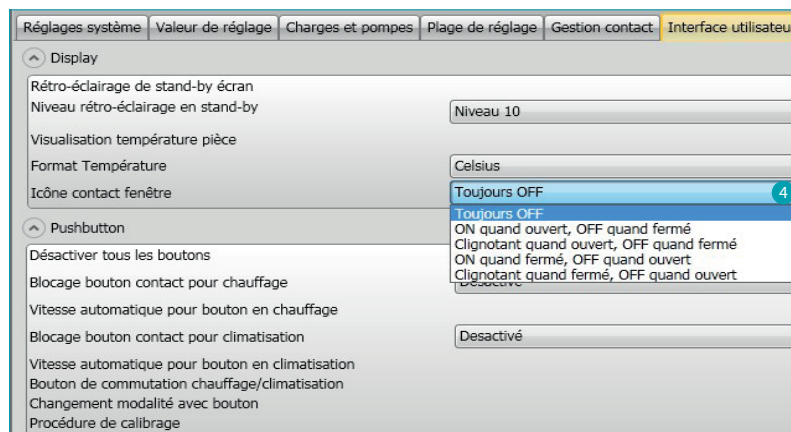 Réglages système Valeur de réglage Charges et pompes Plage de réglage Gestion contact Interface utilisateu
Display
Rétro-éclairage de stand-by écran
Niveau rétro-éclairage en stand-by Niveau 10
Visualisation température pièce
Format Température Celsius
Icône contact fenêtre Toujours OFF 4
Toujours OFF
ON quand ouvert, OFF quand fermé
Clignotant quand ouvert, OFF quand fermé
ON quand fermé, OFF quand ouvert
Clignotant quand fermé, OFF quand ouvert
Pushbutton
Désactiver tous les boutons
Blocage bouton contact pour chauffage
Vitesse automatique pour bouton en chauffage
Blocage bouton contact pour climatisation Desactivé
Vitesse automatique pour bouton en climatisation
Bouton de commutation chauffage/climatisation
Changement modalité avec bouton
Procédure de calibrage